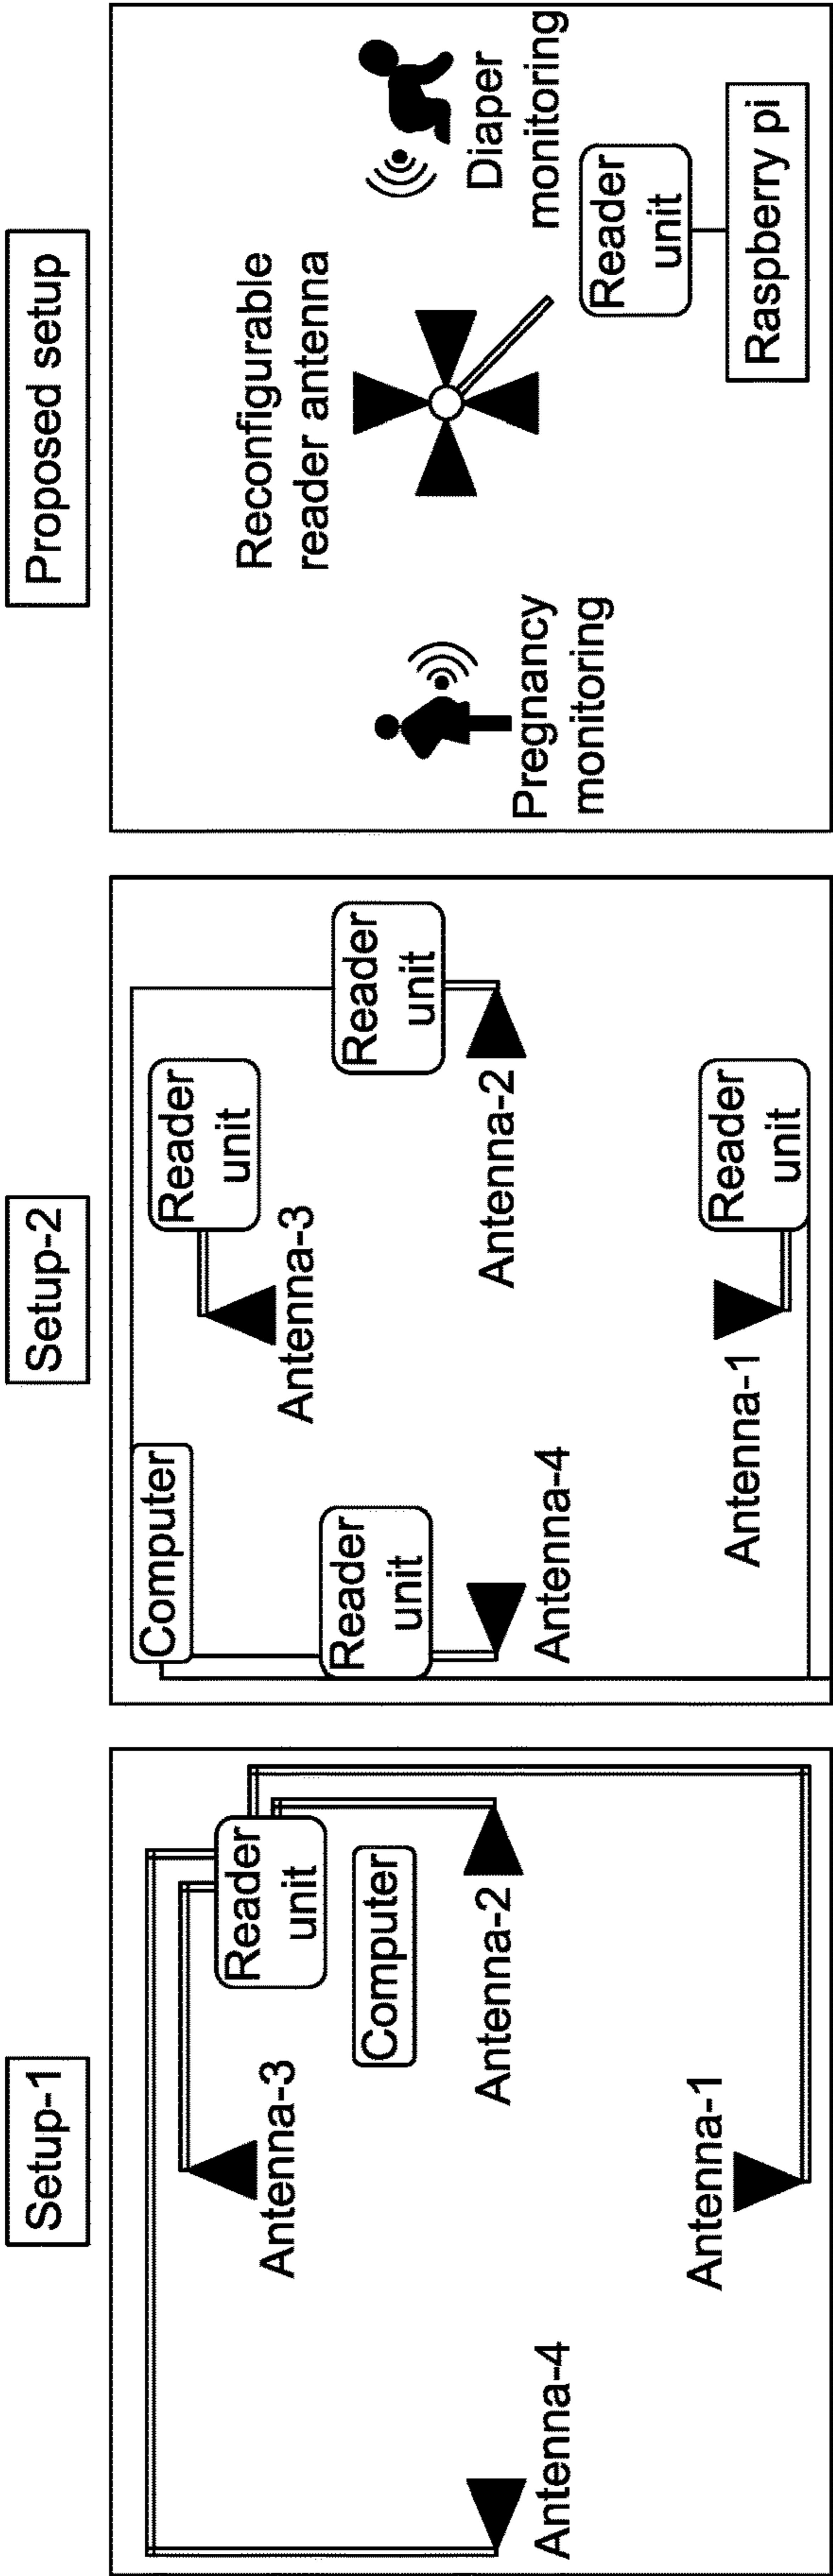 Setup-1
Reader
unit
Computer
Antenna-3
Antenna-2
Antenna-4
Antenna-1
Setup-2
Computer
Reader
unit
Antenna-3
Reader
unit
Reader
unit
Antenna-4
Antenna-2
Antenna-1
Reader
unit
Proposed setup
Reconfigurable
reader antenna
Pregnancy
monitoring
Diaper
monitoring
Reader
unit
Raspberry pi